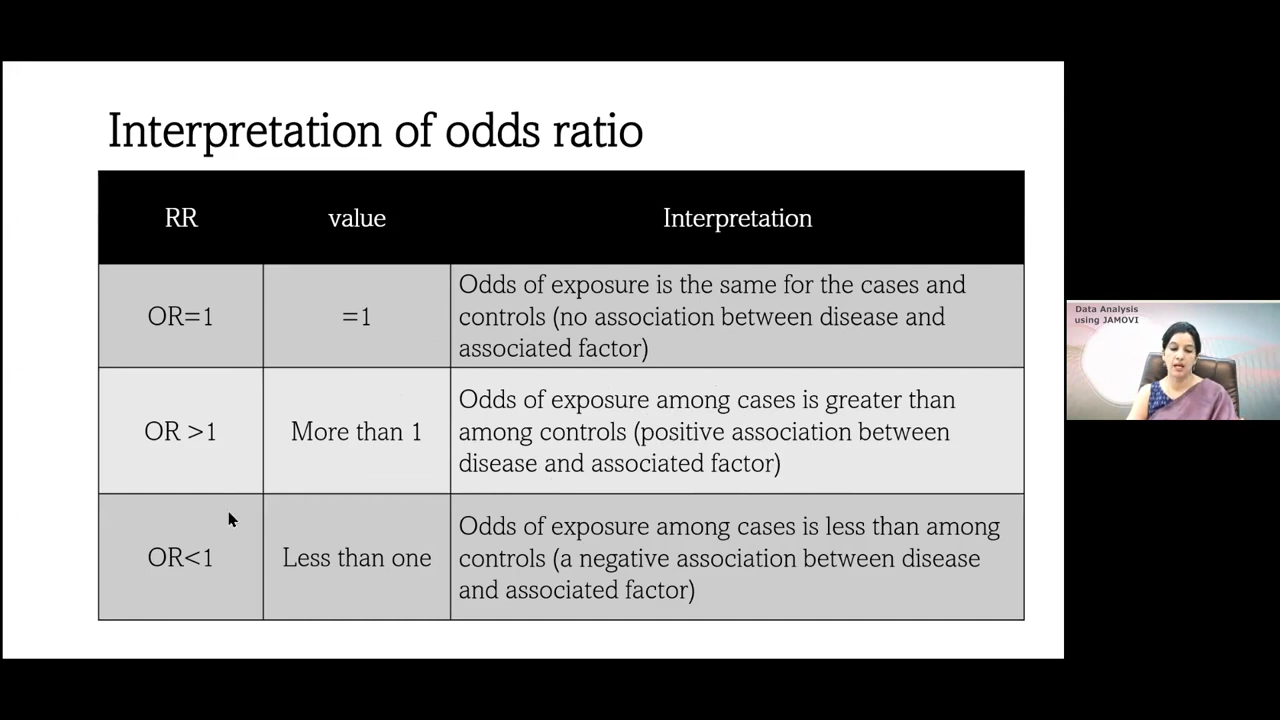 Interpretation of odds ratio
RR
value
Interpretation
OR=1
=1
Odds of exposure is the same for the cases and
controls (no association between disease and
associated factor)
OR >1
More than 1
Odds of exposure among cases is greater than
among controls (positive association between
disease and associated factor)
OR<1
Less than one
Odds of exposure among cases is less than among
controls (a negative association between disease
and associated factor)
Data Analysis
using JAMOVI